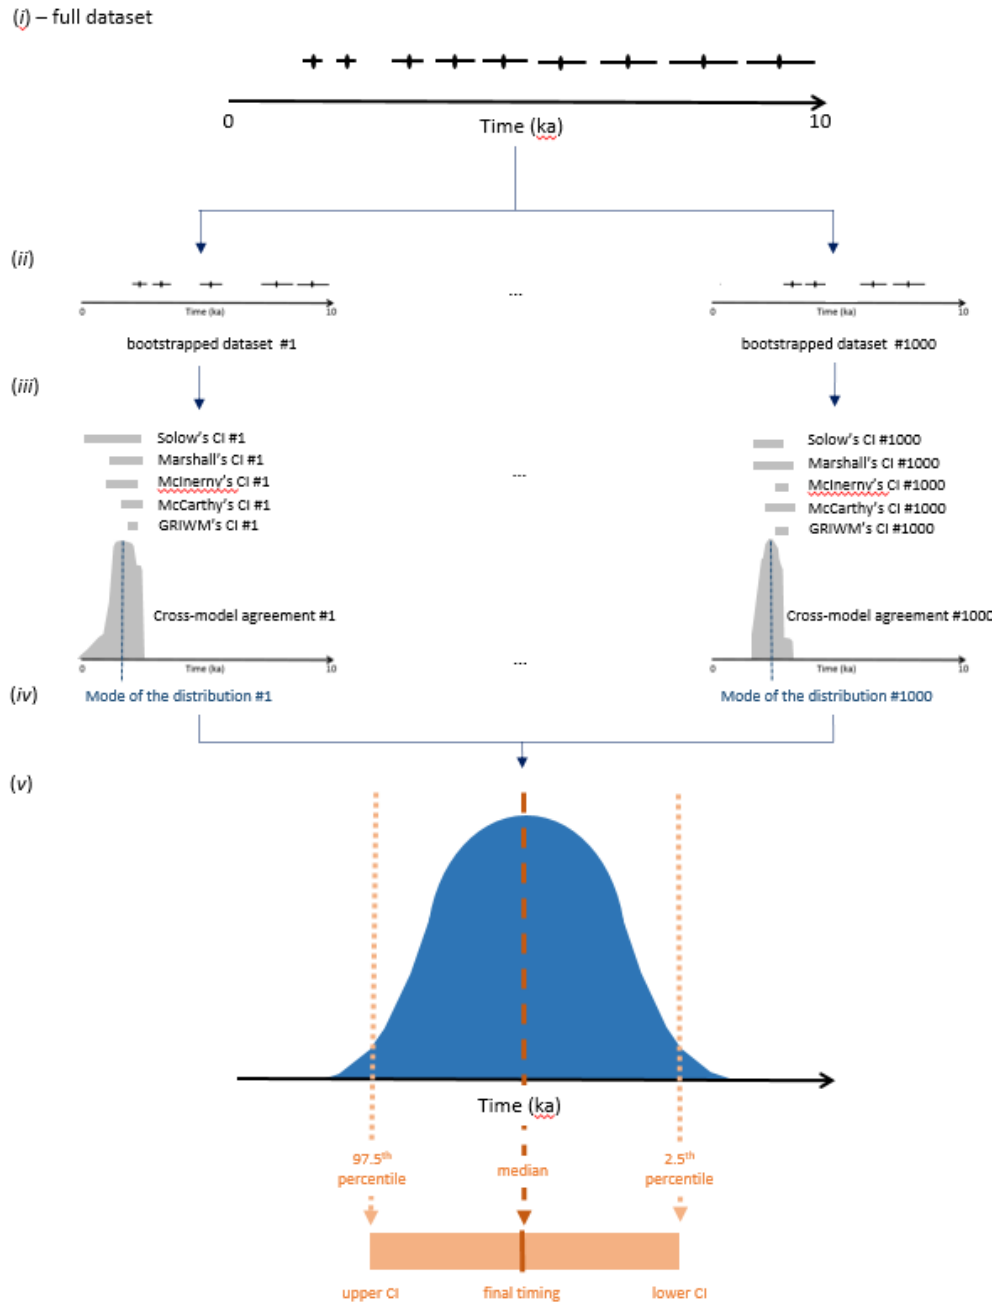 (i) – full dataset
0
Time (ka)
10
(ii)
0
Time (ka)
10
...
0
Time (ka)
10
bootstrapped dataset #1
bootstrapped dataset #1000
(iii)
Solow's CI #1
Marshall's CI #1
McInerny's CI #1
McCarthy's CI #1
GRIWM's CI #1
...
Solow's CI #1000
Marshall's CI #1000
McInerny's CI #1000
McCarthy's CI #1000
GRIWM's CI #1000
Cross-model agreement #1
Cross-model agreement #1000
0
Time (ka)
10
...
0
Time (ka)
10
(iv)
Mode of the distribution #1
Mode of the distribution #1000
(v)
Time (ka)
97.5th
percentile
median
2.5th
percentile
upper CI
final timing
lower CI